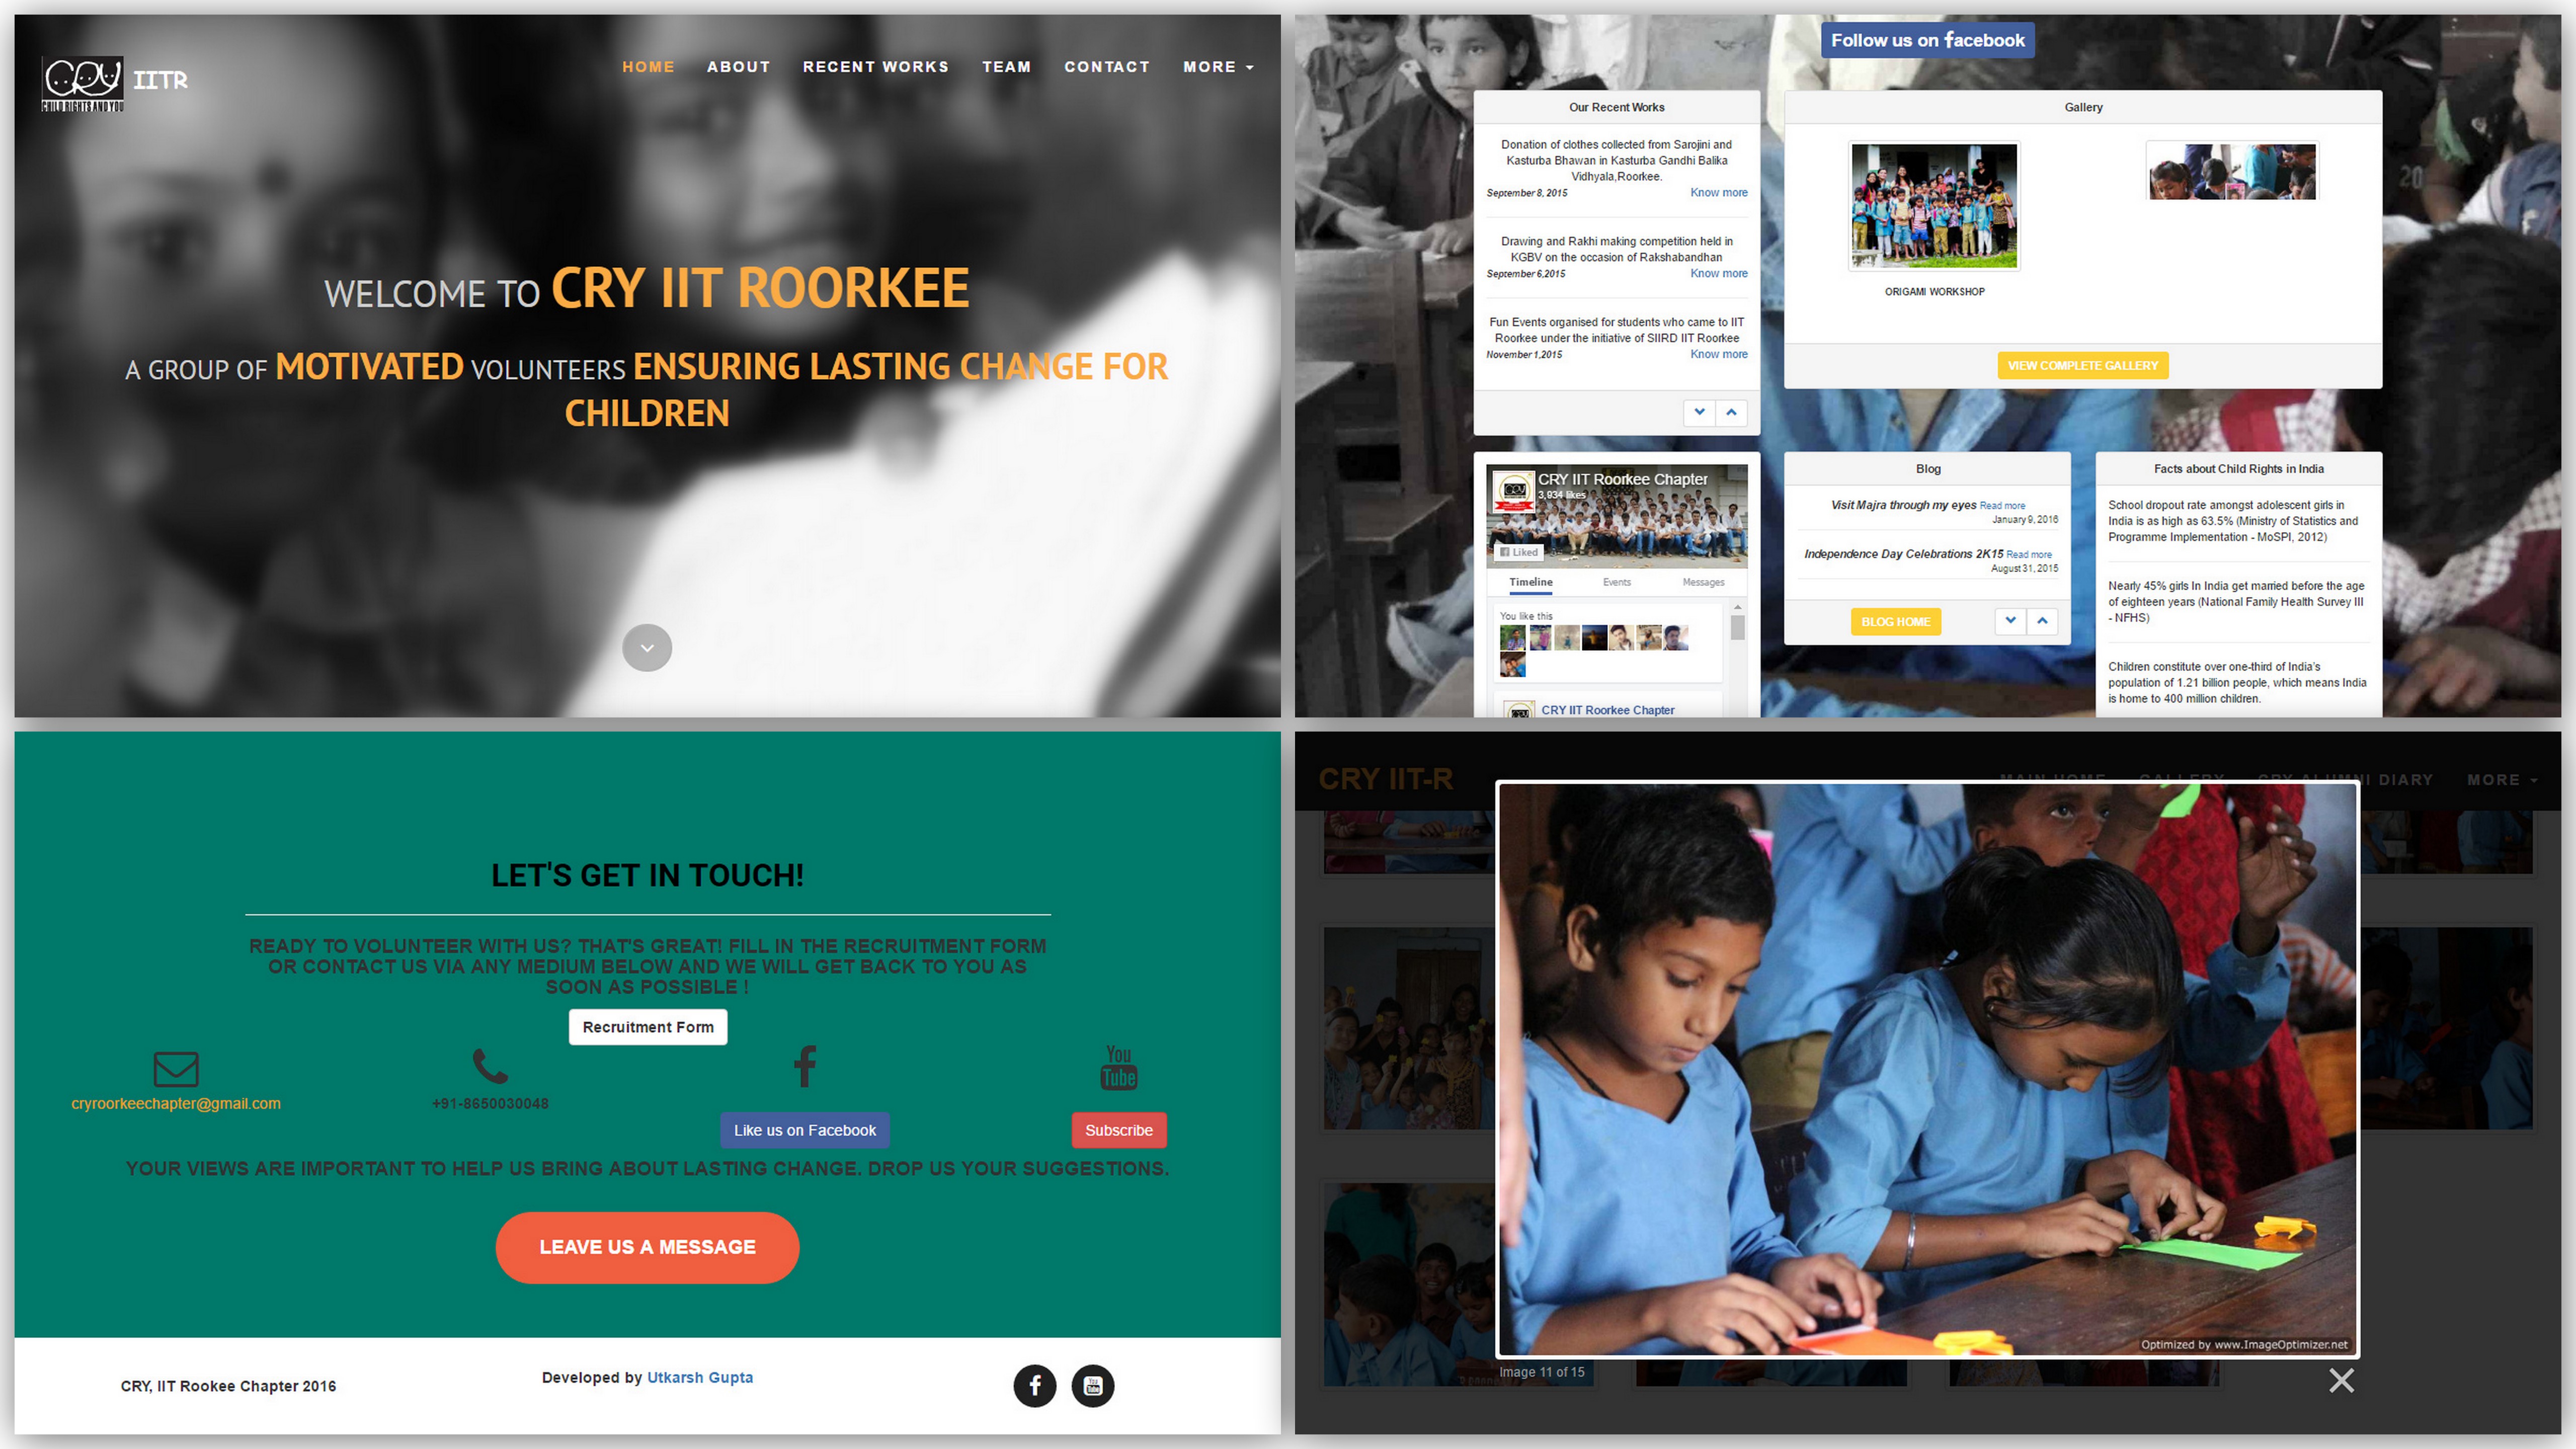 CRY
CHILD RIGHTS AND YOU
IITR
HOME ABOUT RECENT WORKS TEAM CONTACT MORE
WELCOME TO CRY IIT ROORKEE
A GROUP OF MOTIVATED VOLUNTEERS ENSURING LASTING CHANGE FOR
CHILDREN
Follow us on facebook
Our Recent Works
Donation of clothes collected from Sarojini and
Kasturba Bhawan in Kasturba Gandhi Balika
Vidhyala,Roorkee.
September 8, 2015 Know more
Drawing and Rakhi making competition held in
KGBV on the occasion of Rakshabandhan
September 6,2015 Know more
Fun Events organised for students who came to IIT
Roorkee under the initiative of SIIRD IIT Roorkee
November 1,2015 Know more
Gallery
ORIGAMI WORKSHOP
VIEW COMPLETE GALLERY
20
CRY IIT Roorkee Chapter
3,934 likes
Liked
Timeline Events Messages
You like this
CRY IIT Roorkee Chapter
Blog
Visit Majra through my eyes Read more
January 9, 2016
Independence Day Celebrations 2K15 Read more
August 31, 2015
BLOG HOME
Facts about Child Rights in India
School dropout rate amongst adolescent girls in
India is as high as 63.5% (Ministry of Statistics and
Programme Implementation - MoSPI, 2012)
Nearly 45% girls In India get married before the age
of eighteen years (National Family Health Survey III
- NFHS)
Children constitute over one-third of India's
population of 1.21 billion people, which means India
is home to 400 million children.
LET'S GET IN TOUCH!
READY TO VOLUNTEER WITH US? THAT'S GREAT! FILL IN THE RECRUITMENT FORM
OR CONTACT US VIA ANY MEDIUM BELOW AND WE WILL GET BACK TO YOU AS
SOON AS POSSIBLE !
Recruitment Form
You
Tube
cryroorkeechapter@gmail.com +91-8650030048
Like us on Facebook Subscribe
YOUR VIEWS ARE IMPORTANT TO HELP US BRING ABOUT LASTING CHANGE. DROP US YOUR SUGGESTIONS.
LEAVE US A MESSAGE
CRY, IIT Rookee Chapter 2016
Developed by Utkarsh Gupta
CRY IIT-R
MAIN HOME GALLERY CRY ALUMNI DIARY MORE
Optimized by www.ImageOptimizer.net
Image 11 of 15